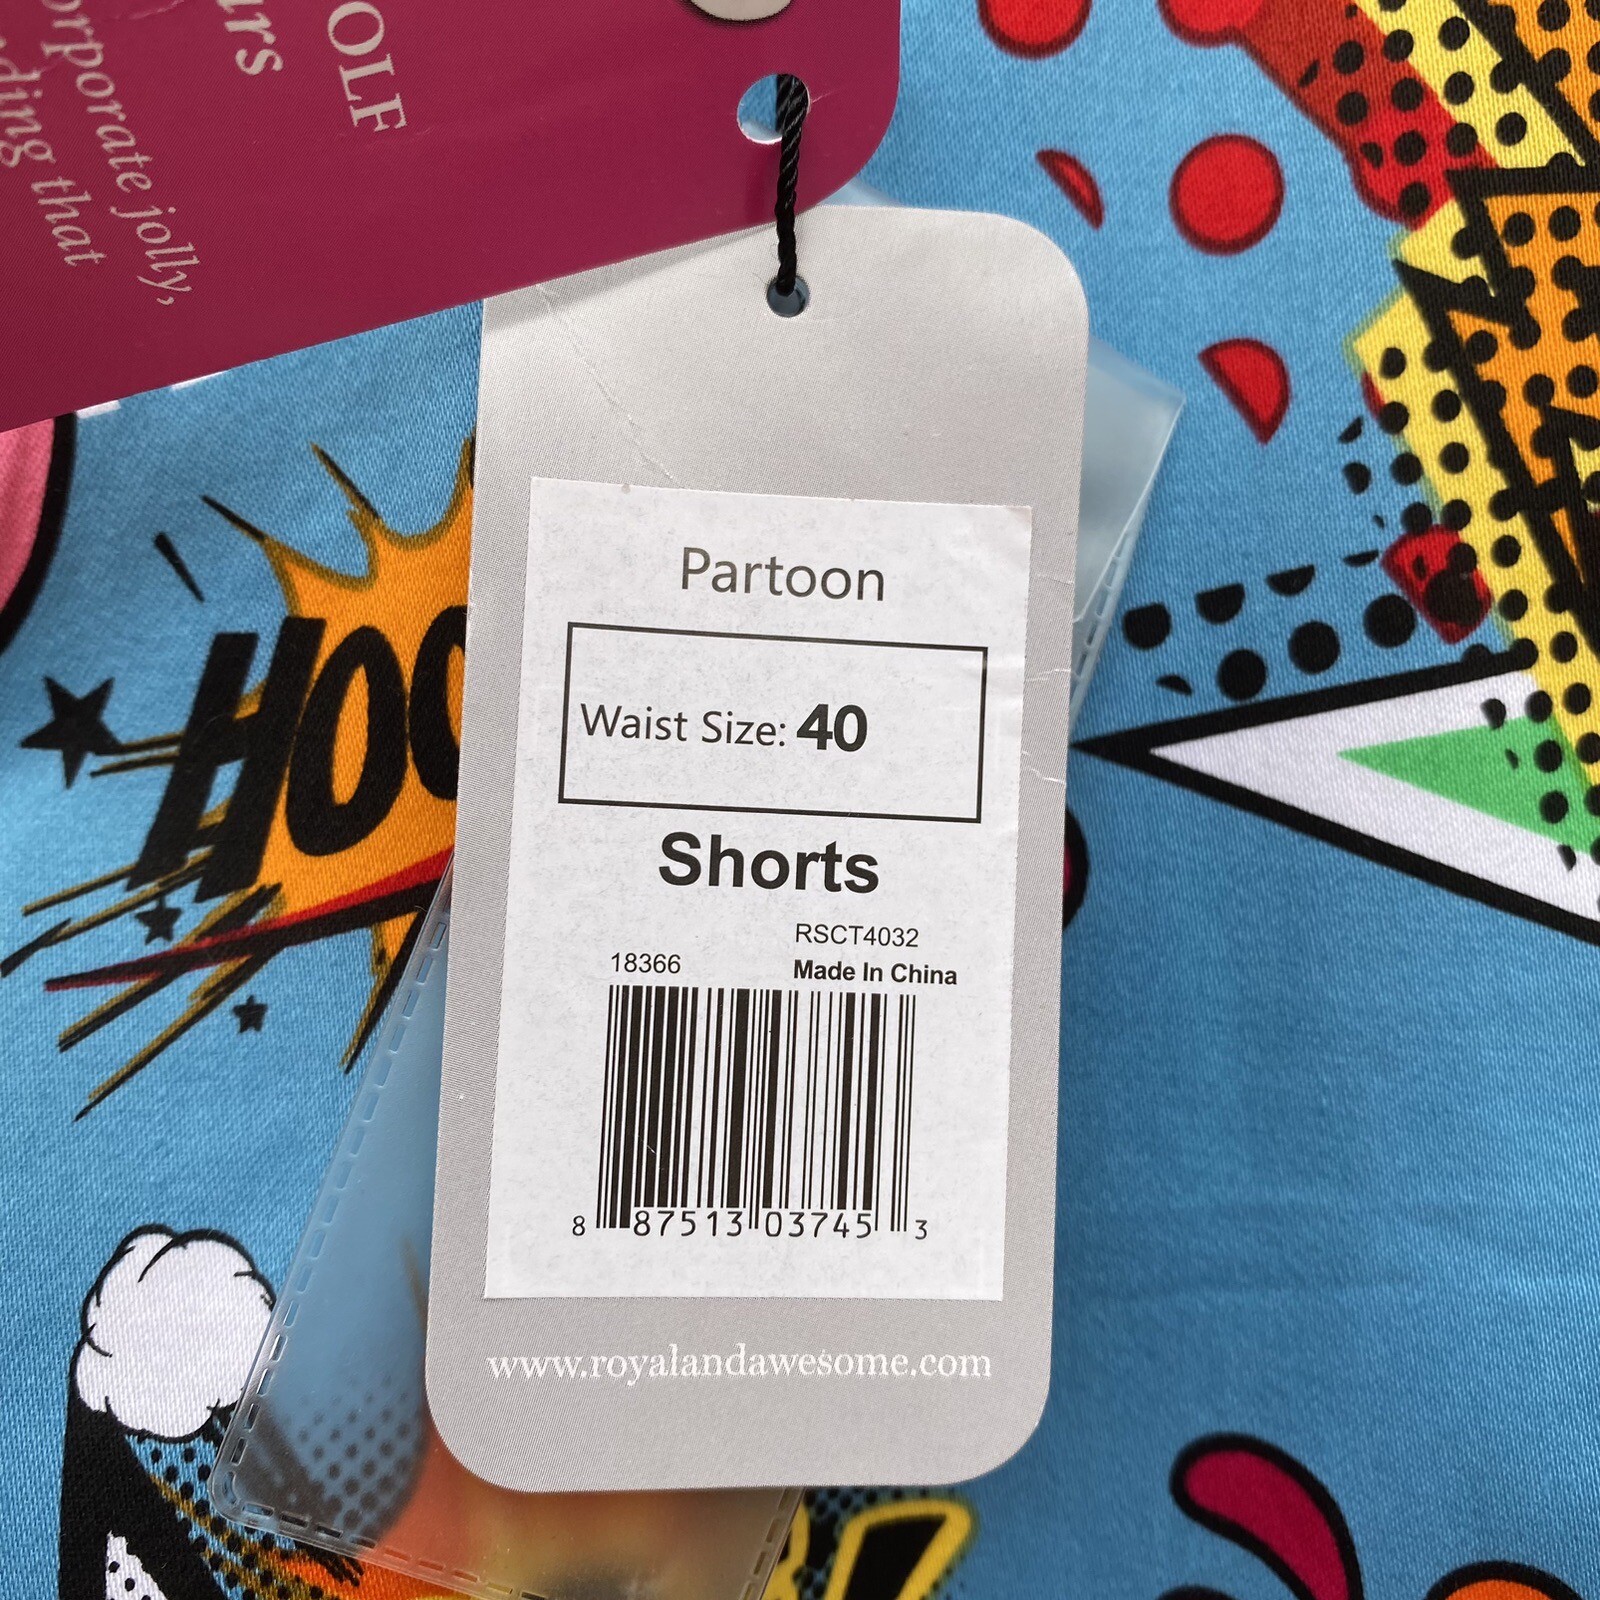 OLF
urs
orporate jolly,
ding that
HOO
Partoon
Waist Size: 40
Shorts
RSCT4032
18366
Made In China
8 87513 03745 3
www.royalandawesome.com